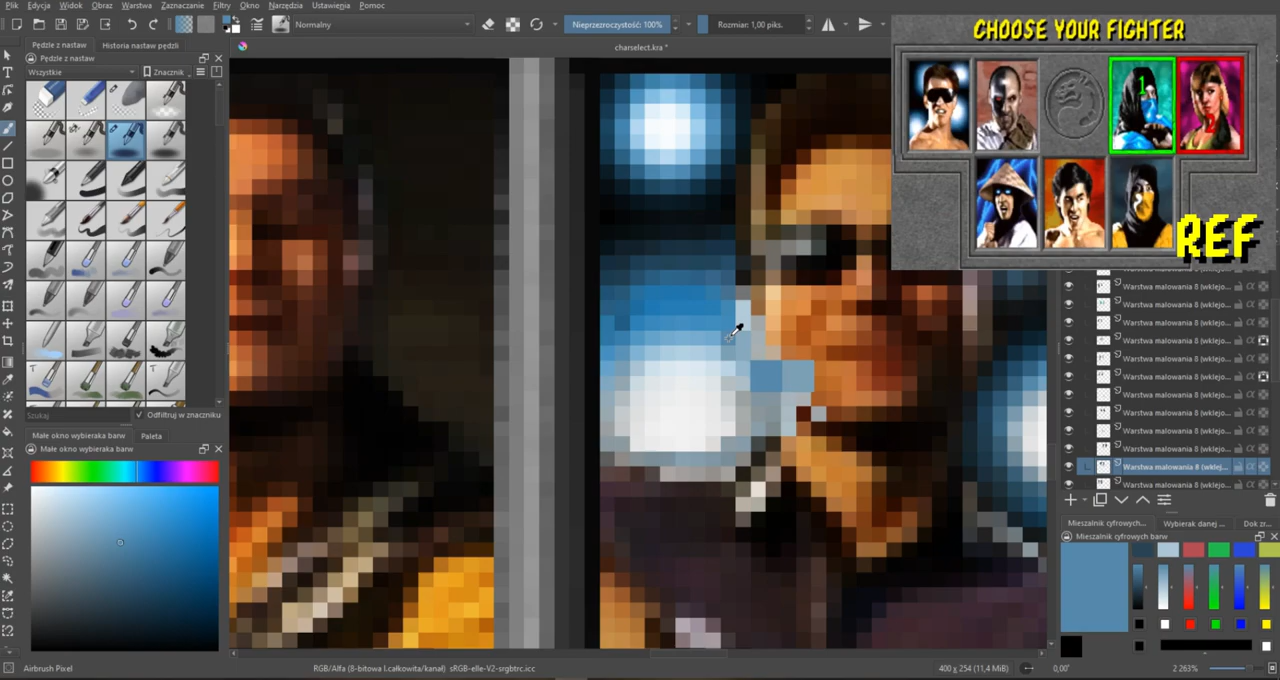 Plik Edycja Widok Obraz Warstwa Zaznaczanie Filtry Okno Narzędzia Ustawienia Pomoc
Normalny
Nieprzezroczystość: 100%
Rozmiar: 1,00 piks.
Pędzle z nastaw Historia nastaw pędzli
Pędzle z nastaw
charselect.kra *
Wszystkie
Znacznik
CHOOSE YOUR FIGHTER
1
2
REF
Warstwa malowania 8 (wklejo...
Warstwa malowania 8 (wklejo...
Warstwa malowania 8 (wklejo...
Warstwa malowania 8 (wklejo...
Warstwa malowania 8 (wklejo...
Warstwa malowania 8 (wklejo...
Warstwa malowania 8 (wklejo...
Warstwa malowania 8 (wklejo...
Warstwa malowania 8 (wklejo...
Warstwa malowania 8 (wklejo...
Warstwa malowania 8 (wklej...
Warstwa malowania 8 (wklejo...
Szukaj
Odfiltruj w znaczniku
Małe okno wybieraka barw Paleta
Małe okno wybieraka barw
Mieszalnik cyfrowych... Wybierak danej ... Dok zr...
Mieszalnik cyfrowych barw
Airbrush Pixel
RGB/Alfa (8-bitowa l.całkowita/kanał) sRGB-elle-V2-srgbtrc.icc
400 x 254 (11,4 MiB)
0,00°
2 263%